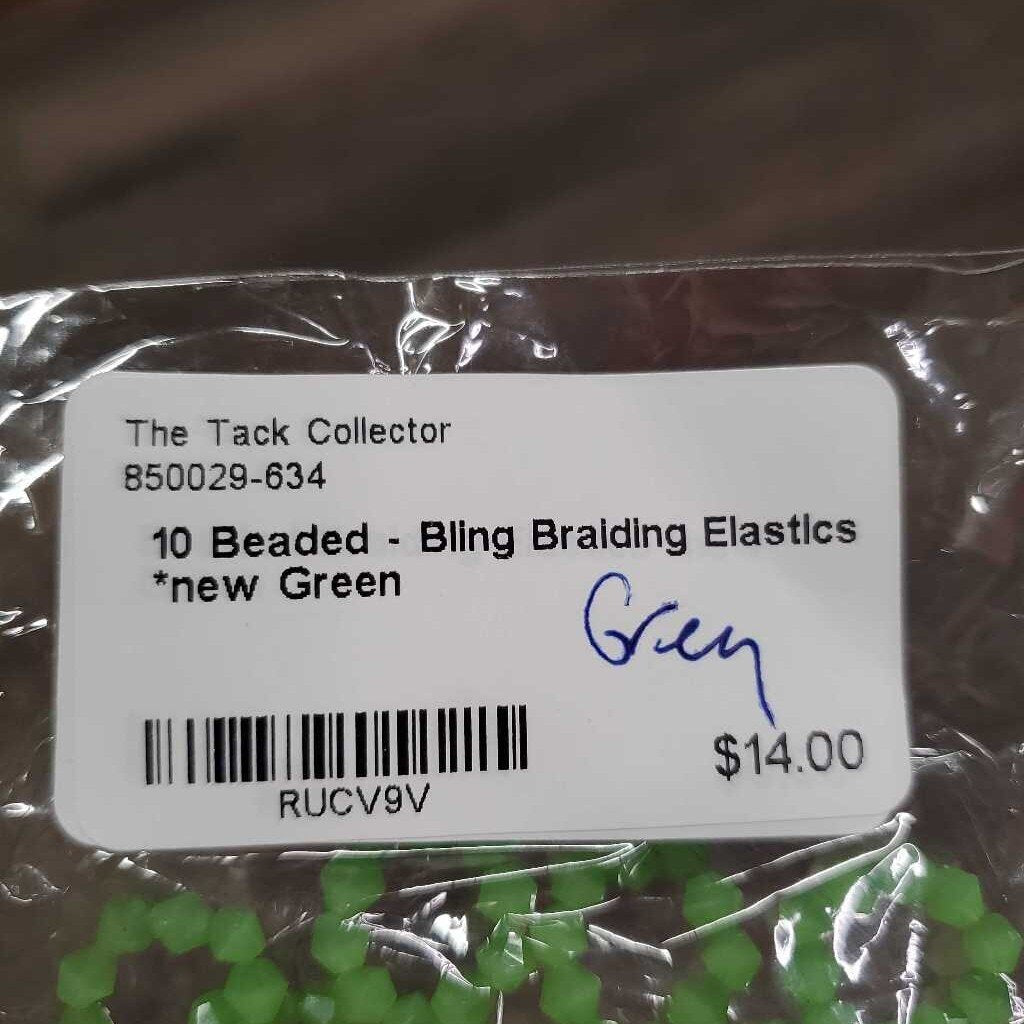 The Tack Collector
850029-634
10 Beaded - Bling Braiding Elastics
*new Green
Green
$14.00
RUCV9V